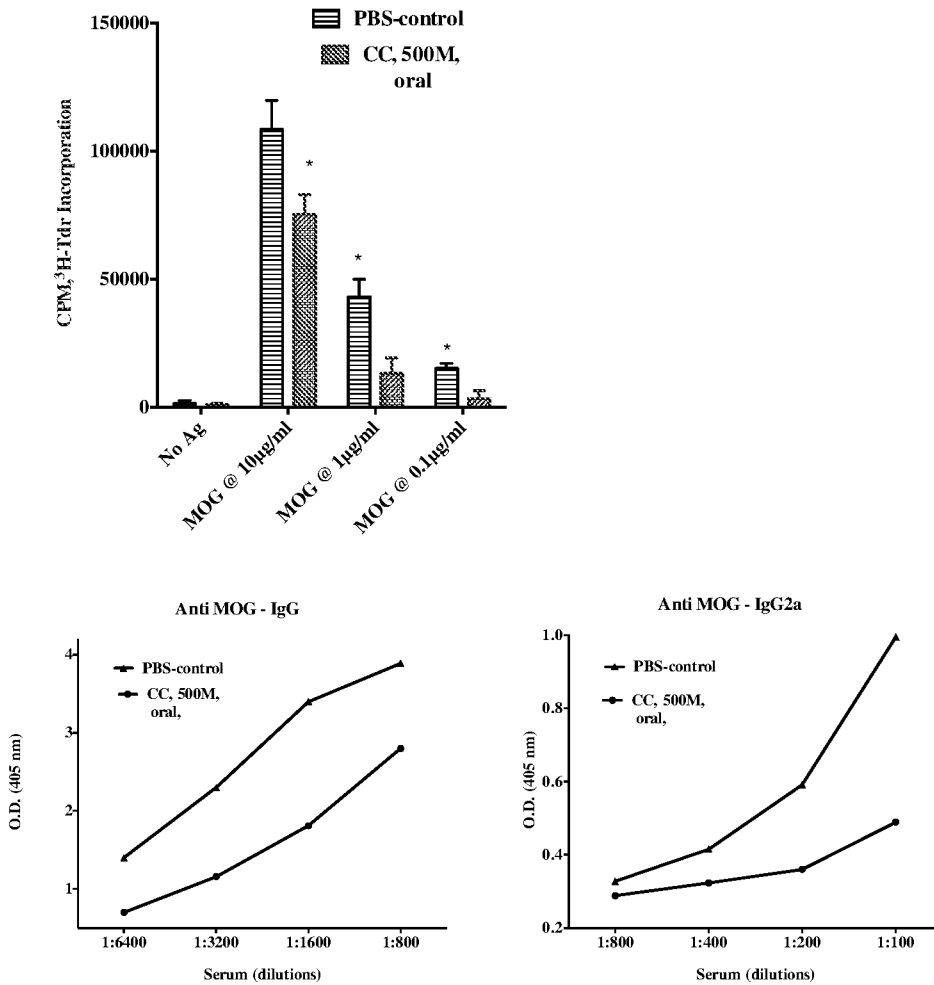 150000
100000
50000
0
CPM,³H-Tdr Incorporation
PBS-control
CC, 500M,
oral
*
*
*
No Ag
MOG @ 10µg/ml
MOG @ 1µg/ml
MOG @ 0.1µg/ml
Anti MOG - IgG
4
3
2
1
O.D. (405 nm)
PBS-control
CC, 500M,
oral,
1:6400 1:3200 1:1600 1:800
Serum (dilutions)
Anti MOG - IgG2a
1.0
0.8
0.6
0.4
0.2
O.D. (405 nm)
PBS-control
CC, 500M,
oral,
1:800 1:400 1:200 1:100
Serum (dilutions)